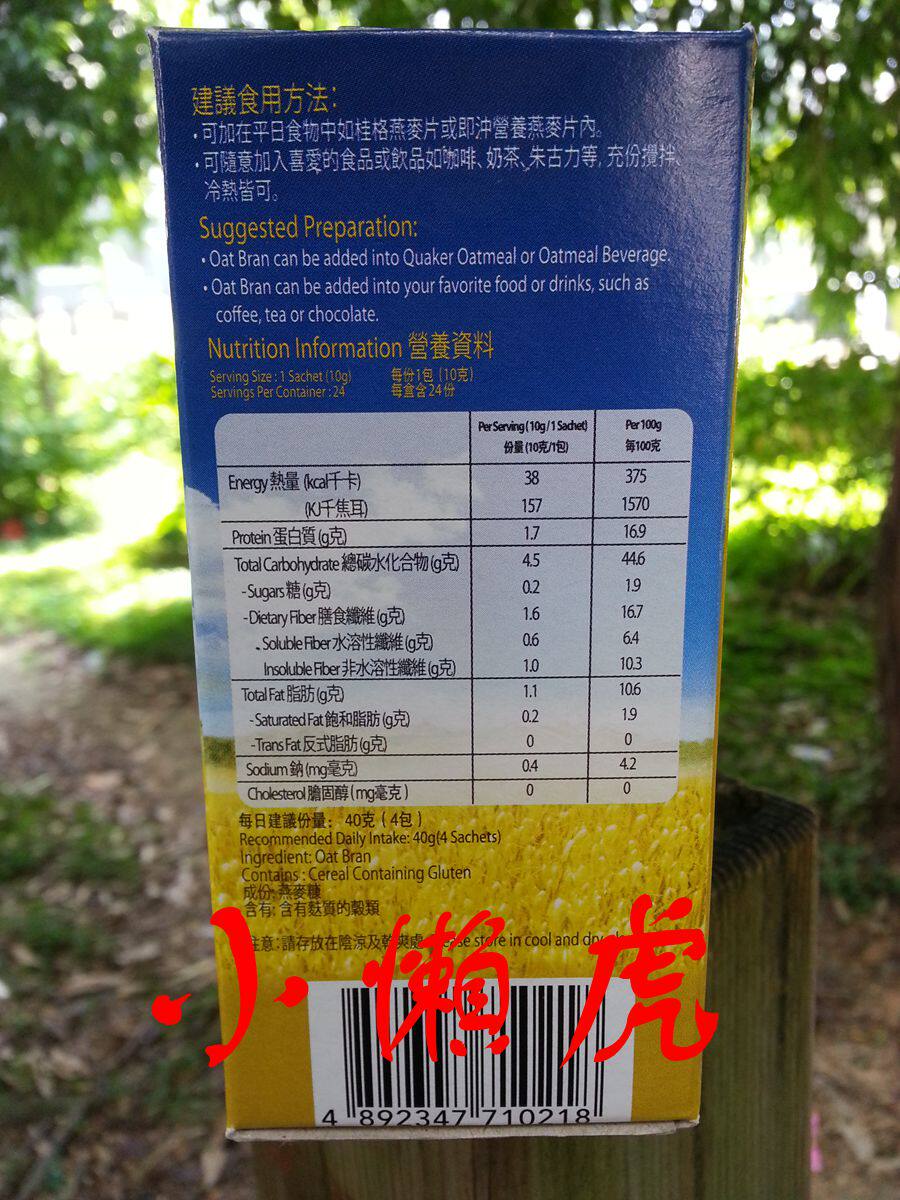 建議食用方法：
·可加在平日食物中如桂格燕麥片或即沖營養燕麥片內。
·可隨意加入喜愛的食品或飲品如咖啡、奶茶、朱古力等, 充份攪拌、
冷熱皆可。
Suggested Preparation:
• Oat Bran can be added into Quaker Oatmeal or Oatmeal Beverage.
• Oat Bran can be added into your favorite food or drinks, such as
coffee, tea or chocolate.
Nutrition Information 營養資料
Serving Size : 1 Sachet (10g) 每份1包 (10克)
Servings Per Container : 24 每盒含24份
Per Serving (10g / 1 Sachet) Per 100g
份量 (10克/1包) 每100克
Energy 熱量 (kcal千卡) 38 375
(KJ千焦耳) 157 1570
Protein 蛋白質 (g克) 1.7 16.9
Total Carbohydrate 總碳水化合物 (g克) 4.5 44.6
- Sugars 糖 (g克) 0.2 1.9
- Dietary Fiber 膳食纖維 (g克) 1.6 16.7
. Soluble Fiber 水溶性纖維 (g克) 0.6 6.4
Insoluble Fiber 非水溶性纖維 (g克) 1.0 10.3
Total Fat 脂肪 (g克) 1.1 10.6
- Saturated Fat 飽和脂肪 (g克) 0.2 1.9
- Trans Fat 反式脂肪 (g克) 0 0
Sodium 鈉 (mg毫克) 0.4 4.2
Cholesterol 膽固醇 (mg毫克) 0 0
每日建議份量： 40克 ( 4包 )
Recommended Daily Intake: 40g(4 Sachets)
Ingredient: Oat Bran
Contains : Cereal Containing Gluten
成份: 燕麥糠
含有: 含有麩質的穀類
注意：請存放在陰涼及乾爽處 store in cool and
小懶虎
4 892347 710218